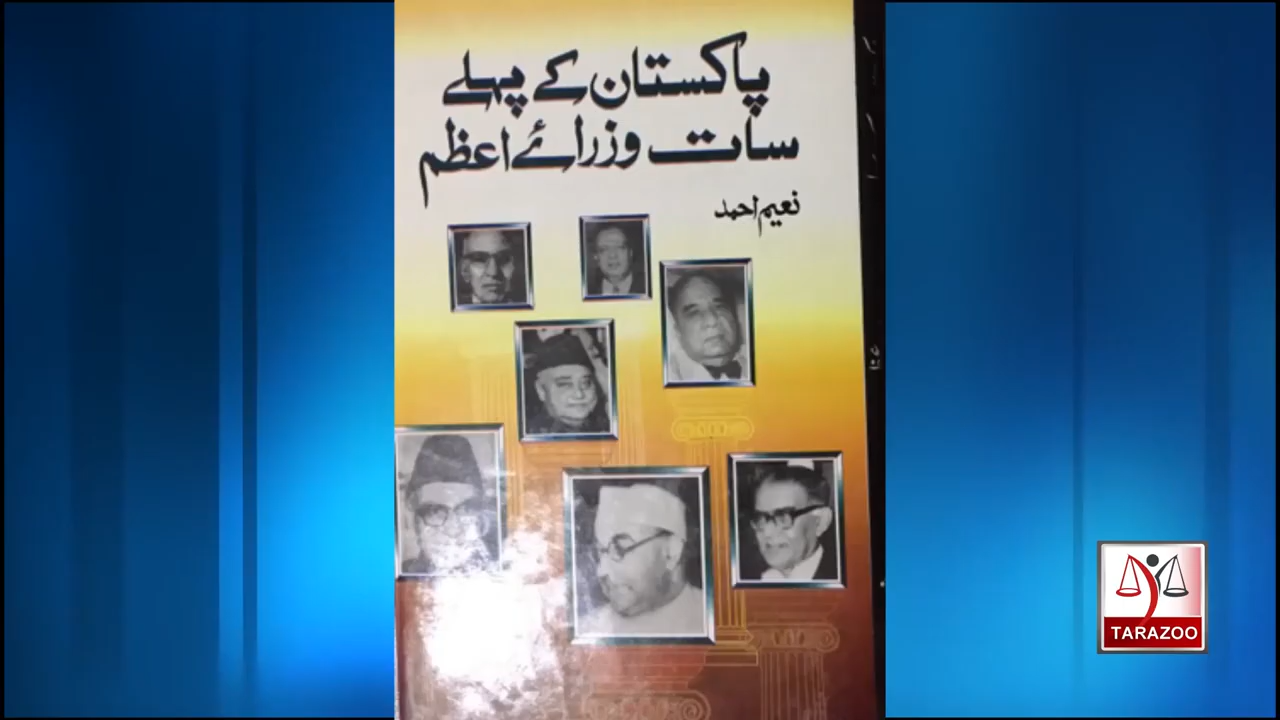 پاکستان کے پہلے
سات وزرائے اعظم
نعیم احمد
TARAZOO